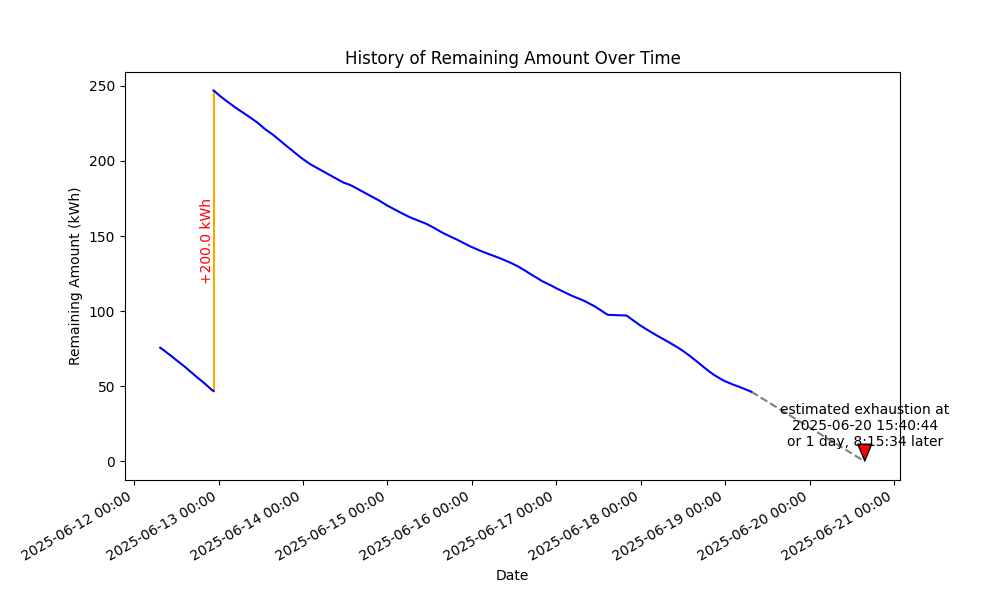 History of Remaining Amount Over Time
Remaining Amount (kWh)
250
200
150
100
50
0
+200.0 kWh
estimated exhaustion at
2025-06-20 15:40:44
or 1 day, 8:15:34 later
2025-06-12 00:00
2025-06-13 00:00
2025-06-14 00:00
2025-06-15 00:00
2025-06-16 00:00
2025-06-17 00:00
2025-06-18 00:00
2025-06-19 00:00
2025-06-20 00:00
2025-06-21 00:00
Date